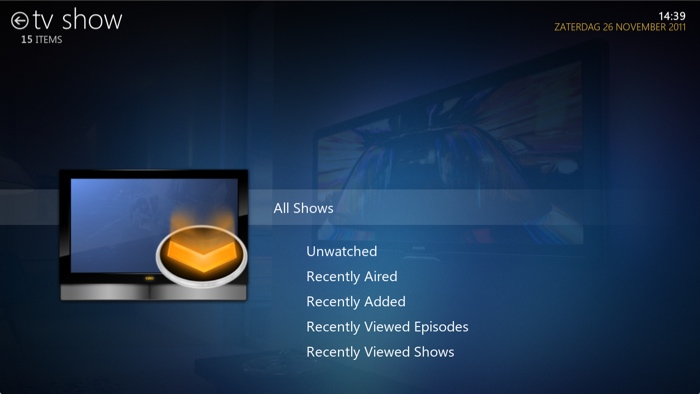 tv show
15 ITEMS
14:39
ZATERDAG 26 NOVEMBER 2011
All Shows
Unwatched
Recently Aired
Recently Added
Recently Viewed Episodes
Recently Viewed Shows